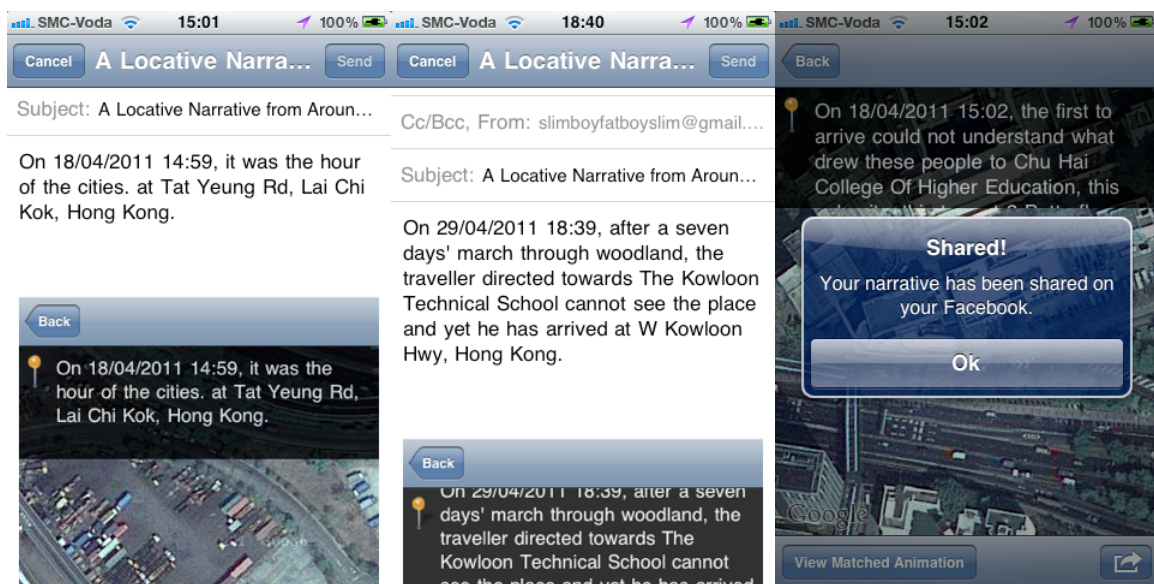 SMC-Voda 15:01 100%
Cancel A Locative Narra... Send
Subject: A Locative Narrative from Aroun...
On 18/04/2011 14:59, it was the hour
of the cities. at Tat Yeung Rd, Lai Chi
Kok, Hong Kong.
Back
On 18/04/2011 14:59, it was the
hour of the cities. at Tat Yeung Rd,
Lai Chi Kok, Hong Kong.
SMC-Voda 18:40 100%
Cancel A Locative Narra... Send
Cc/Bcc, From: slimboyfatboyslim@gmail....
Subject: A Locative Narrative from Aroun...
On 29/04/2011 18:39, after a seven
days' march through woodland, the
traveller directed towards The Kowloon
Technical School cannot see the place
and yet he has arrived at W Kowloon
Hwy, Hong Kong.
Back
On 29/04/2011 18:39, after a seven
days' march through woodland, the
traveller directed towards The
Kowloon Technical School cannot
see the place and yet he has arrived
SMC-Voda 15:02 100%
Back
On 18/04/2011 15:02, the first to
arrive could not understand what
drew these people to Chu Hai
College Of Higher Education, this
Shared!
Your narrative has been shared on
your Facebook.
Ok
Google
View Matched Animation